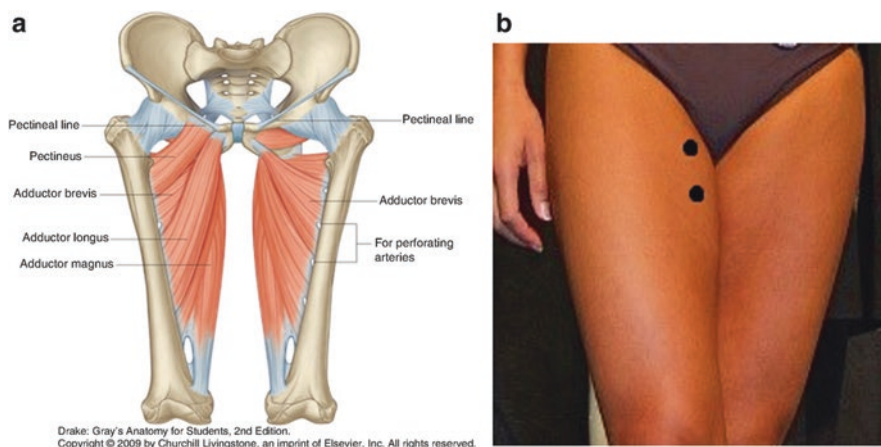 a
Pectineal line
Pectineus
Adductor brevis
Adductor longus
Adductor magnus
Pectineal line
Adductor brevis
For perforating
arteries
Drake: Gray's Anatomy for Students, 2nd Edition.
Copyright © 2009 by Churchill Livingstone, an imprint of Elsevier, Inc. All rights reserved.
b